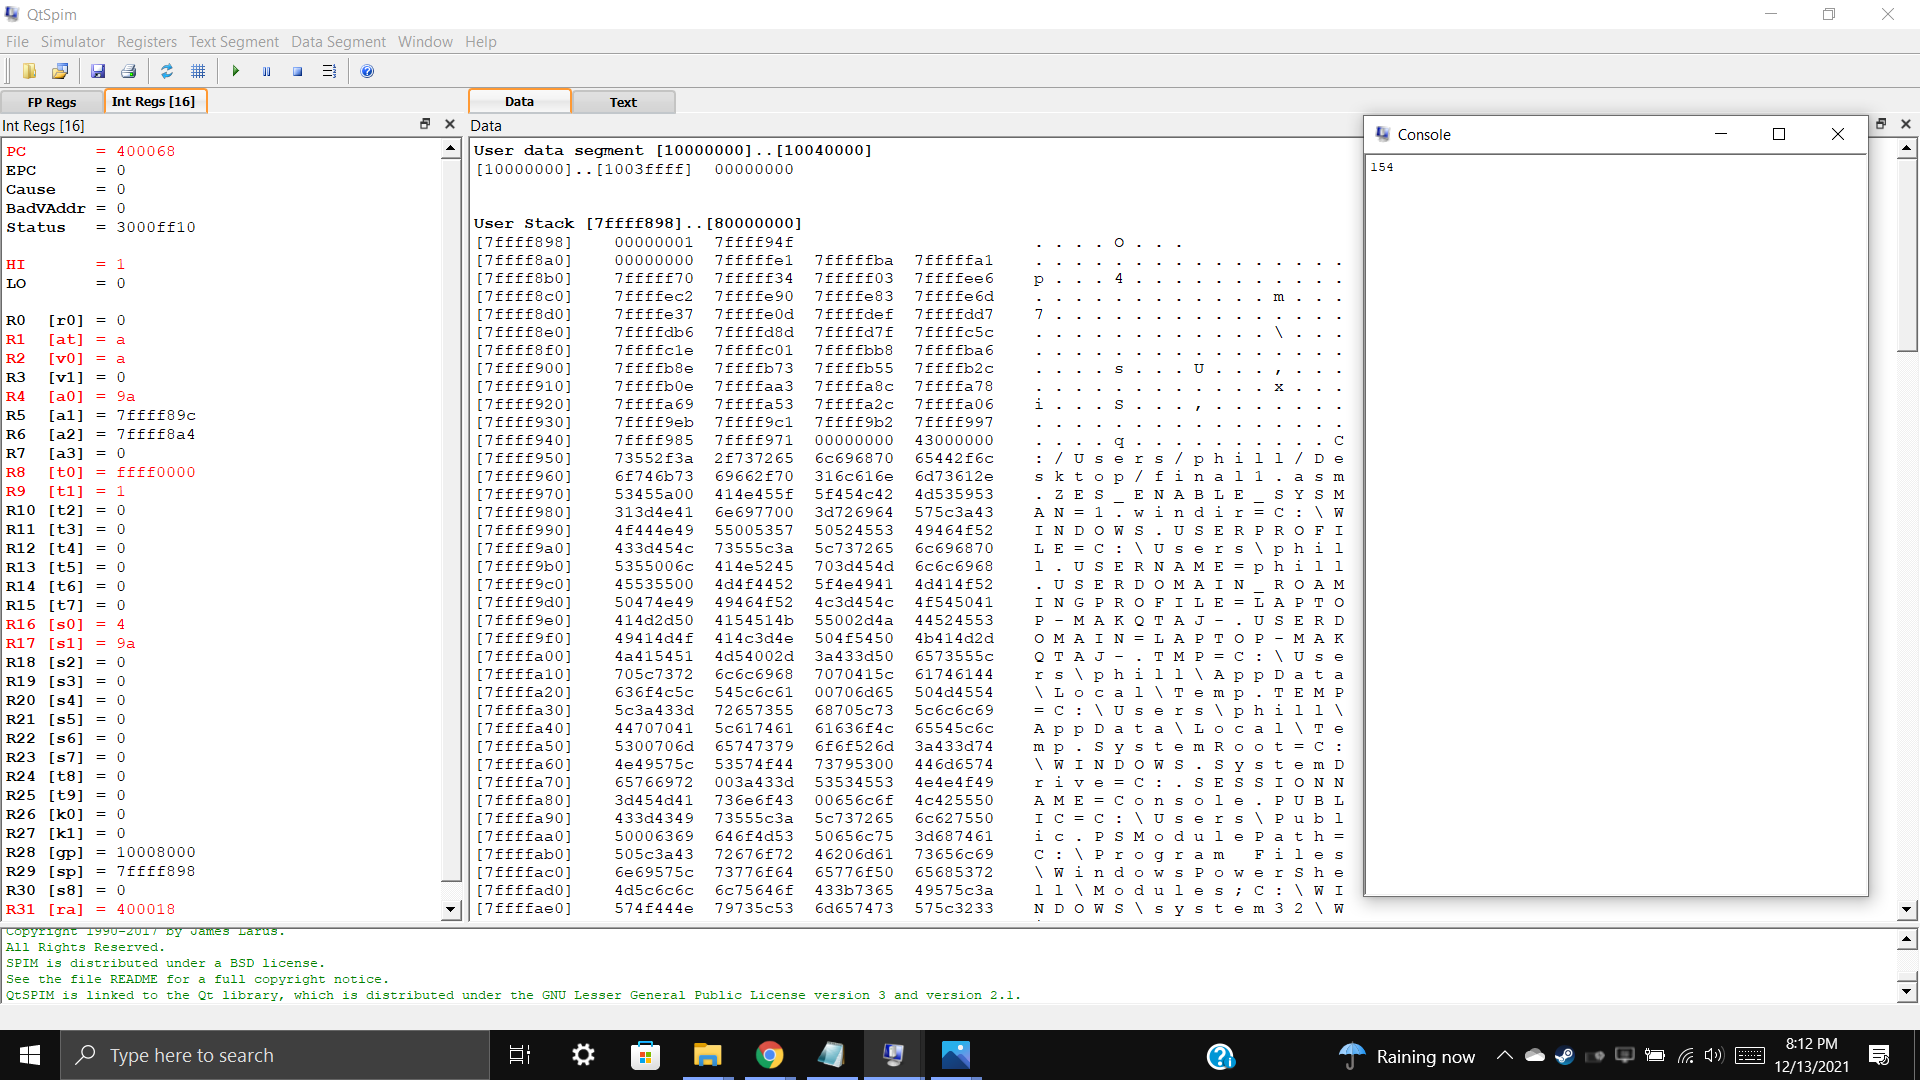 QtSpim
File Simulator Registers Text Segment Data Segment Window Help
FP Regs Int Regs [16] Data Text
Int Regs [16]
PC = 400068
EPC = 0
Cause = 0
BadVAddr = 0
Status = 3000ff10
HI = 1
LO = 0
R0 [r0] = 0
R1 [at] = a
R2 [v0] = a
R3 [v1] = 0
R4 [a0] = 9a
R5 [a1] = 7ffff89c
R6 [a2] = 7ffff8a4
R7 [a3] = 0
R8 [t0] = ffff0000
R9 [t1] = 1
R10 [t2] = 0
R11 [t3] = 0
R12 [t4] = 0
R13 [t5] = 0
R14 [t6] = 0
R15 [t7] = 0
R16 [s0] = 4
R17 [s1] = 9a
R18 [s2] = 0
R19 [s3] = 0
R20 [s4] = 0
R21 [s5] = 0
R22 [s6] = 0
R23 [s7] = 0
R24 [t8] = 0
R25 [t9] = 0
R26 [k0] = 0
R27 [k1] = 0
R28 [gp] = 10008000
R29 [sp] = 7ffff898
R30 [s8] = 0
R31 [ra] = 400018
Data
User data segment [10000000]..[10040000]
[10000000]..[1003ffff] 00000000
User Stack [7ffff898]..[80000000]
[7ffff898] 00000001 7ffff94f . . . . O . . .
[7ffff8a0] 00000000 7fffffe1 7fffffba 7fffffa1 . . . . . . . . . . . . . . . .
[7ffff8b0] 7fffff70 7fffff34 7fffff03 7ffffee6 p . . . 4 . . . . . . . . . . .
[7ffff8c0] 7ffffec2 7ffffe90 7ffffe83 7ffffe6d . . . . . . . . . . . . m . . .
[7ffff8d0] 7ffffe37 7ffffe0d 7ffffdef 7ffffdd7 7 . . . . . . . . . . . . . . .
[7ffff8e0] 7ffffdb6 7ffffd8d 7ffffd7f 7ffffc5c . . . . . . . . . . . . \ . . .
[7ffff8f0] 7ffffc1e 7ffffc01 7ffffbb8 7ffffba6 . . . . . . . . . . . . . . . .
[7ffff900] 7ffffb8e 7ffffb73 7ffffb55 7ffffb2c . . . . s . . . U . . . , . . .
[7ffff910] 7ffffb0e 7ffffaa3 7ffffa8c 7ffffa78 . . . . . . . . . . . . x . . .
[7ffff920] 7ffffa69 7ffffa53 7ffffa2c 7ffffa06 i . . . S . . . , . . . . . . .
[7ffff930] 7ffff9eb 7ffff9c1 7ffff9b2 7ffff997 . . . . . . . . . . . . . . . .
[7ffff940] 7ffff985 7ffff971 00000000 43000000 . . . . q . . . . . . . . . . C
[7ffff950] 73552f3a 2f737265 6c696870 65442f6c : / U s e r s / p h i l l / D e
[7ffff960] 6f746b73 69662f70 316c616e 6d73612e s k t o p / f i n a l 1 . a s m
[7ffff970] 53455a00 414e455f 5f454c42 4d535953 . Z E S _ E N A B L E _ S Y S M
[7ffff980] 313d4e41 6e697700 3d726964 575c3a43 A N = 1 . w i n d i r = C : \ W
[7ffff990] 4f444e49 55005357 50524553 49464f52 I N D O W S . U S E R P R O F I
[7ffff9a0] 433d454c 73555c3a 5c737265 6c696870 L E = C : \ U s e r s \ p h i l
[7ffff9b0] 5355006c 414e5245 703d454d 6c6c6968 l . U S E R N A M E = p h i l l
[7ffff9c0] 45535500 4d4f4452 5f4e4941 4d414f52 . U S E R D O M A I N _ R O A M
[7ffff9d0] 50474e49 49464f52 4c3d454c 4f545041 I N G P R O F I L E = L A P T O
[7ffff9e0] 414d2d50 4154514b 55002d4a 44524553 P - M A K Q T A J - . U S E R D
[7ffff9f0] 49414d4f 414c3d4e 504f5450 4b414d2d O M A I N = L A P T O P - M A K
[7ffffa00] 4a415451 4d54002d 3a433d50 6573555c Q T A J - . T M P = C : \ U s e
[7ffffa10] 705c7372 6c6c6968 7070415c 61746144 r s \ p h i l l \ A p p D a t a
[7ffffa20] 636f4c5c 545c6c61 00706d65 504d4554 \ L o c a l \ T e m p . T E M P
[7ffffa30] 5c3a433d 72657355 68705c73 5c6c6c69 = C : \ U s e r s \ p h i l l \
[7ffffa40] 44707041 5c617461 61636f4c 65545c6c A p p D a t a \ L o c a l \ T e
[7ffffa50] 5300706d 65747379 6f6f526d 3a433d74 m p . S y s t e m R o o t = C :
[7ffffa60] 4e49575c 53574f44 73795300 446d6574 \ W I N D O W S . S y s t e m D
[7ffffa70] 65766972 003a433d 53534553 4e4e4f49 r i v e = C : . S E S S I O N N
[7ffffa80] 3d454d41 736e6f43 00656c6f 4c425550 A M E = C o n s o l e . P U B L
[7ffffa90] 433d4349 73555c3a 5c737265 6c627550 I C = C : \ U s e r s \ P u b l
[7ffffaa0] 50006369 646f4d53 50656c75 3d687461 i c . P S M o d u l e P a t h =
[7ffffab0] 505c3a43 72676f72 46206d61 73656c69 C : \ P r o g r a m F i l e s
[7ffffac0] 6e69575c 73776f64 65776f50 65685372 \ W i n d o w s P o w e r S h e
[7ffffad0] 4d5c6c6c 6c75646f 433b7365 49575c3a l l \ M o d u l e s ; C : \ W I
[7ffffae0] 574f444e 79735c53 6d657473 575c3233 N D O W S \ s y s t e m 3 2 \ W
Console
154
Copyright 1990-2017 by James Larus.
All Rights Reserved.
SPIM is distributed under a BSD license.
See the file README for a full copyright notice.
QtSPIM is linked to the Qt library, which is distributed under the GNU Lesser General Public License version 3 and version 2.1.
Type here to search
Raining now
8:12 PM
12/13/2021